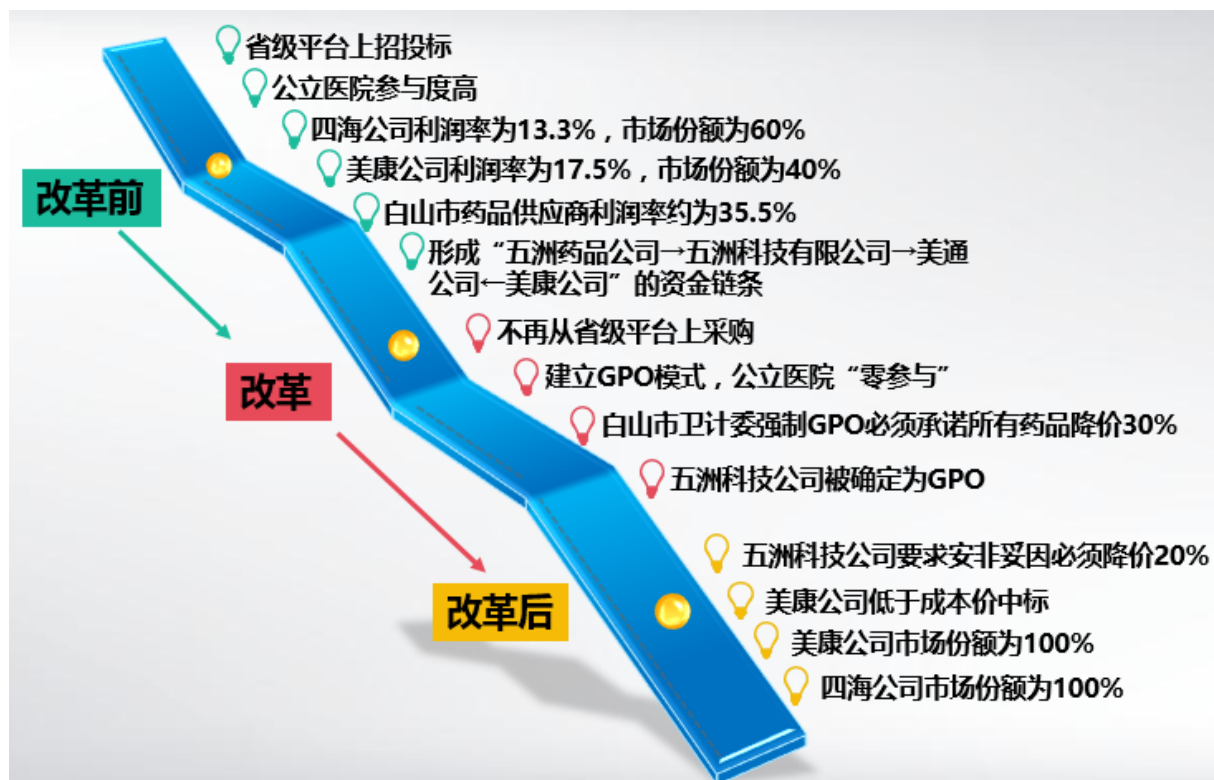 省级平台上招投标
公立医院参与度高
四海公司利润率为13.3%，市场份额为60%
美康公司利润率为17.5%，市场份额为40%
改革前
白山市药品供应商利润率约为35.5%
形成“五洲药品公司→五洲科技有限公司→美通
公司←美康公司”的资金链条
不再从省级平台上采购
改革
建立GPO模式，公立医院“零参与”
白山市卫计委强制GPO必须承诺所有药品降价30%
五洲科技公司被确定为GPO
五洲科技公司要求安非妥因必须降价20%
改革后
美康公司低于成本价中标
美康公司市场份额为100%
四海公司市场份额为100%